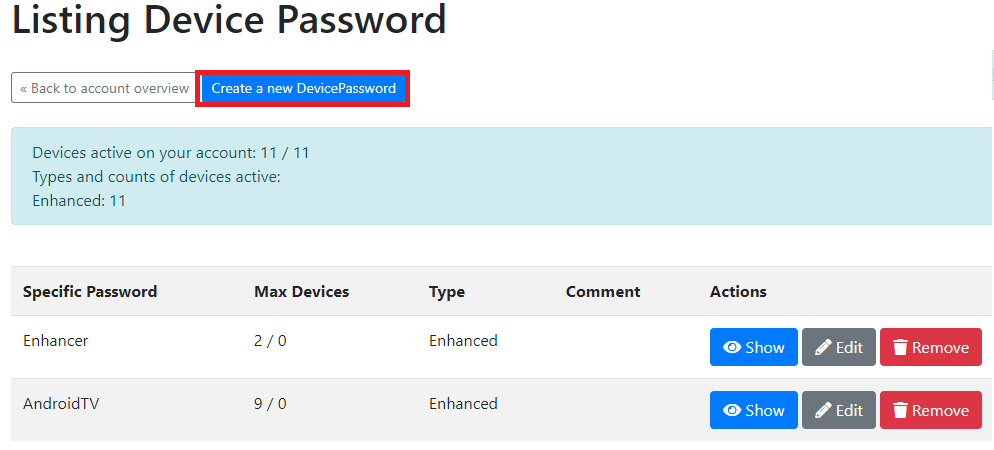 Listing Device Password
« Back to account overview Create a new DevicePassword
Devices active on your account: 11 / 11
Types and counts of devices active:
Enhanced: 11
Specific Password Max Devices Type Comment Actions
Enhancer 2 / 0 Enhanced Show Edit Remove
AndroidTV 9 / 0 Enhanced Show Edit Remove